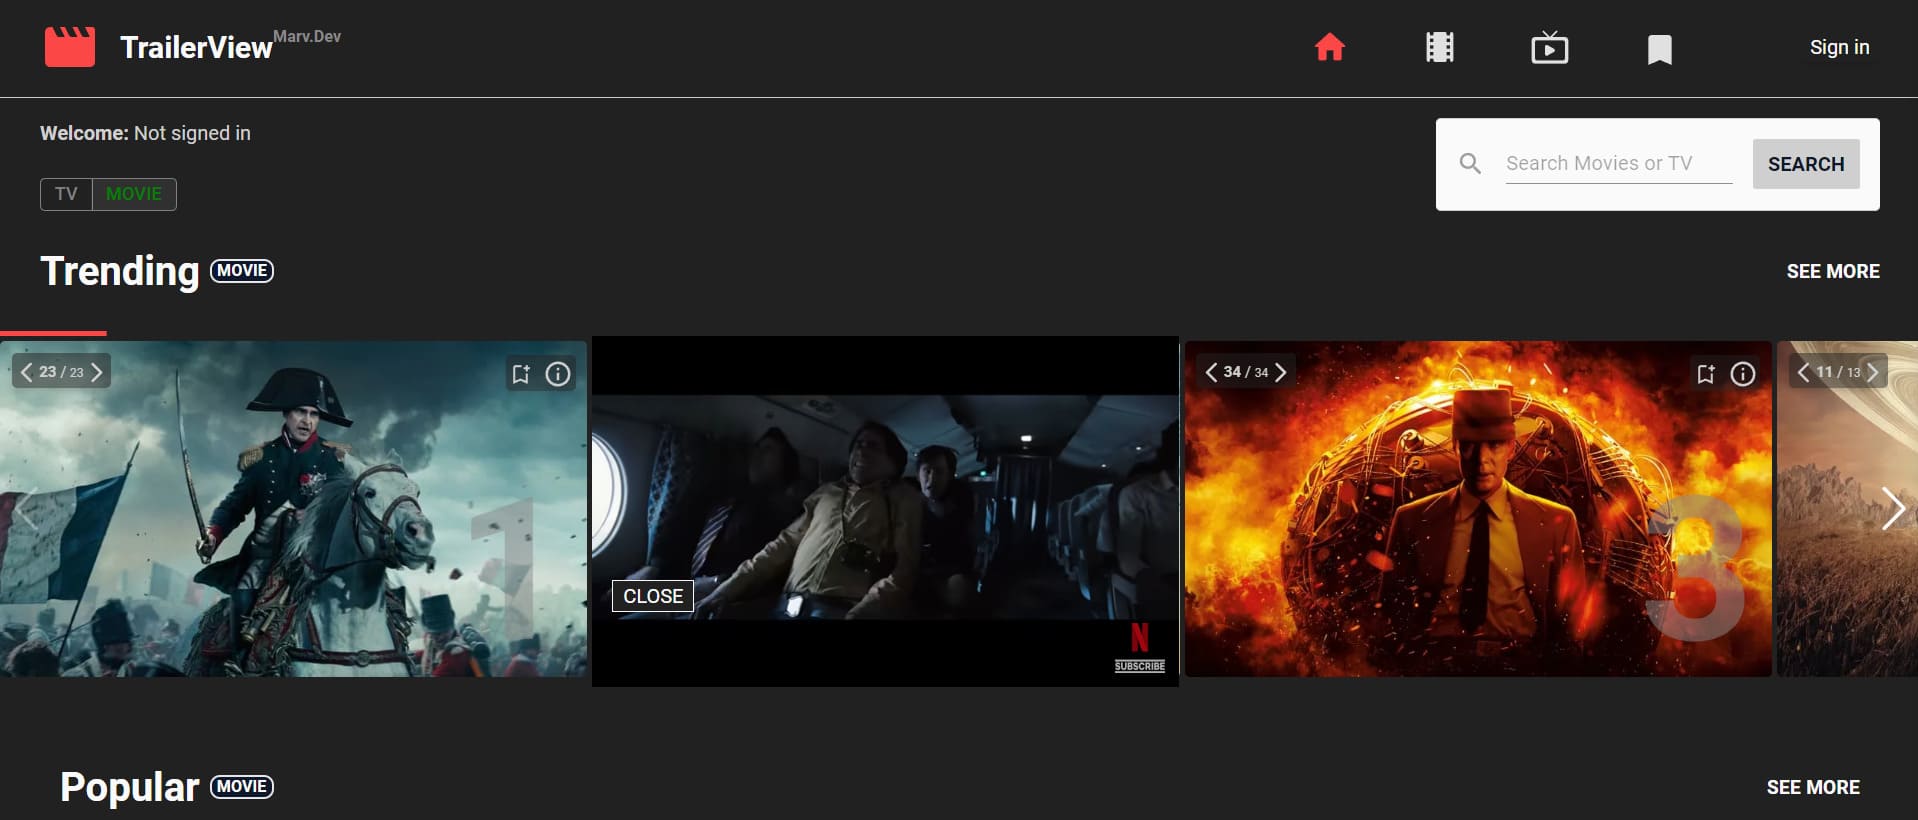 TrailerView Marv.Dev
Sign in
Welcome: Not signed in
Search Movies or TV
SEARCH
TV MOVIE
Trending MOVIE
SEE MORE
23 / 23
1
CLOSE
N
SUBSCRIBE
34 / 34
3
11 / 13
Popular MOVIE
SEE MORE